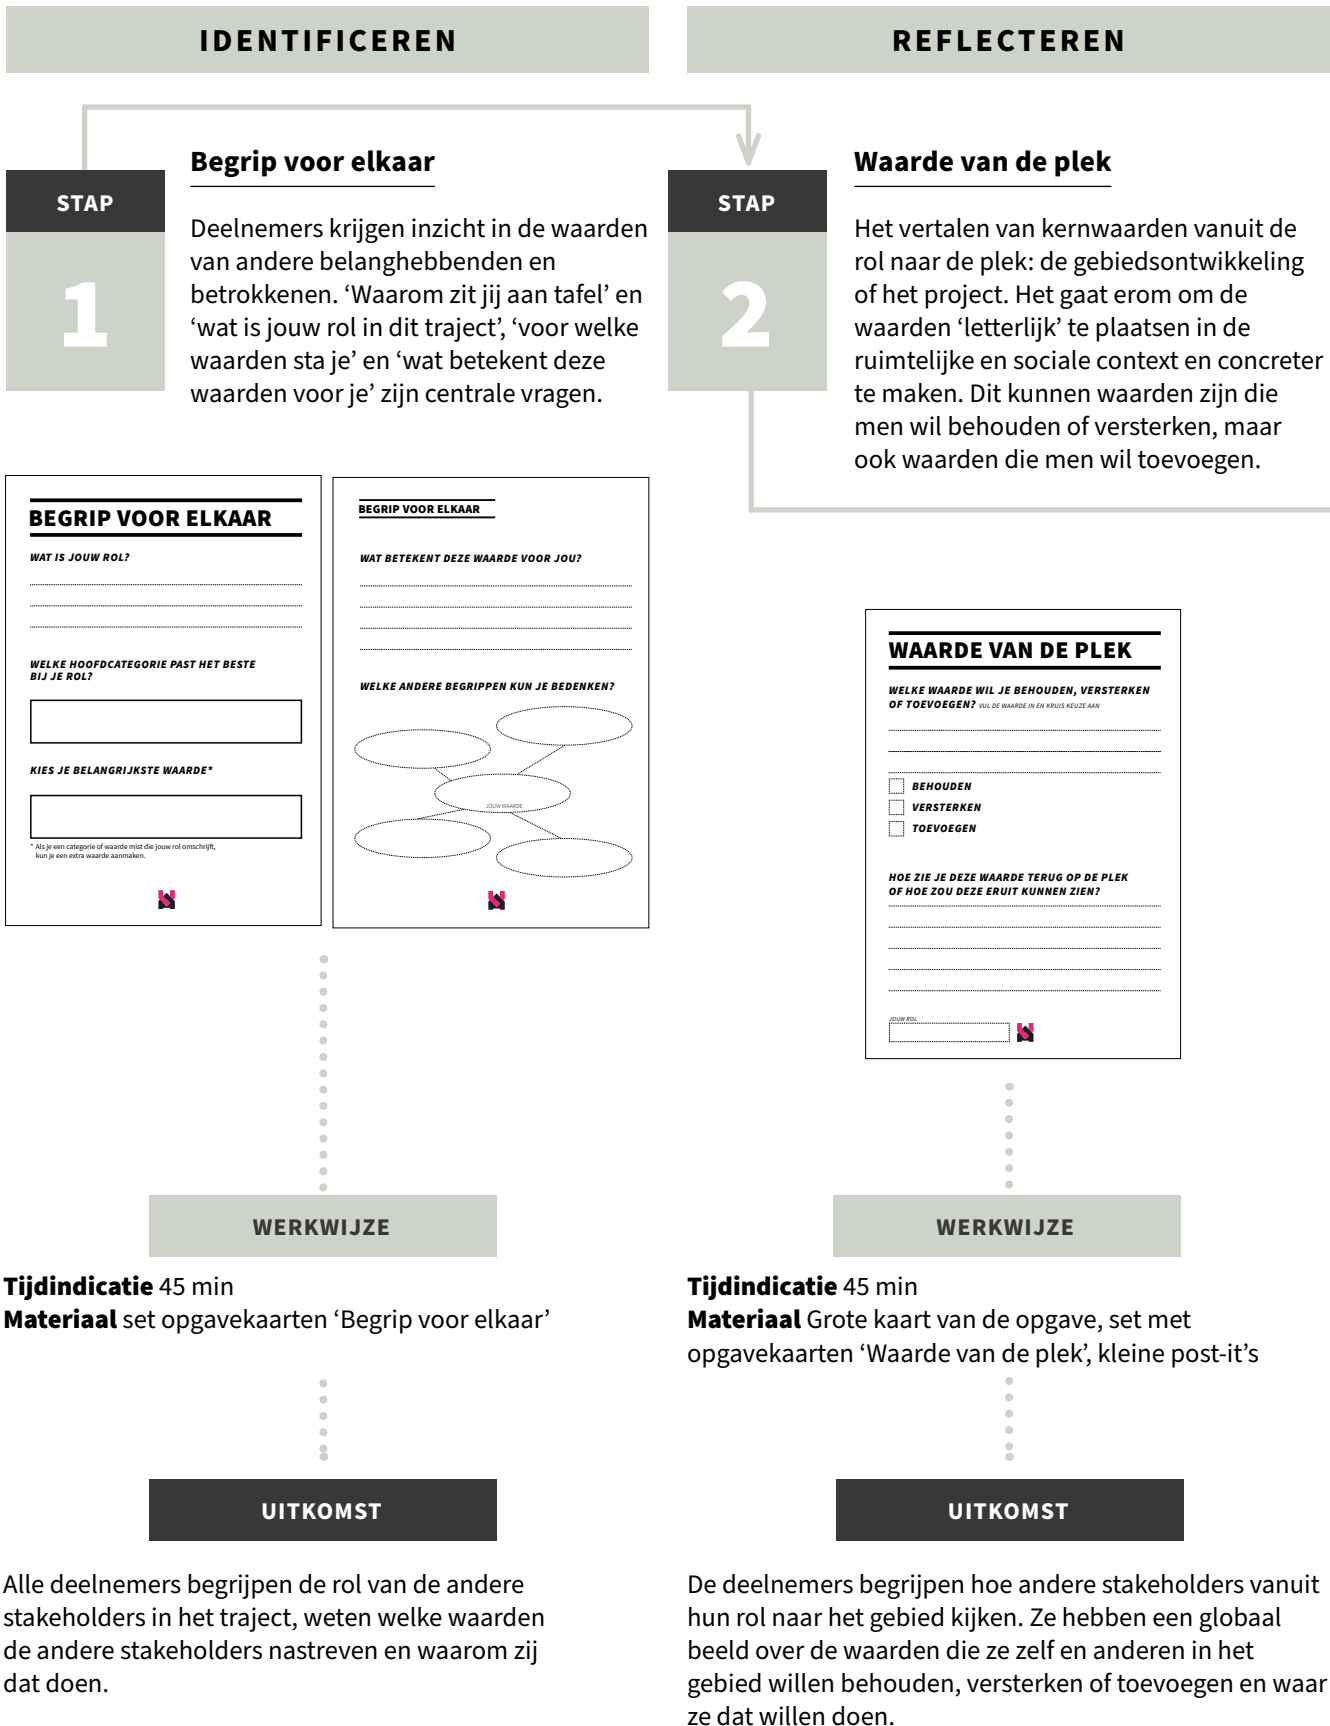 IDENTIFICEREN
STAP
1
Begrip voor elkaar
Deelnemers krijgen inzicht in de waarden
van andere belanghebbenden en
betrokkenen. ‘Waarom zit jij aan tafel’ en
‘wat is jouw rol in dit traject’, ‘voor welke
waarden sta je’ en ‘wat betekent deze
waarden voor je’ zijn centrale vragen.
BEGRIP VOOR ELKAAR
WAT IS JOUW ROL?
WELKE HOOFDCATEGORIE PAST HET BESTE
BIJ JE ROL?
KIES JE BELANGRIJKSTE WAARDE*
* Als je een categorie of waarde mist die jouw rol omschrijft,
kun je een extra waarde aanmaken.
BEGRIP VOOR ELKAAR
WAT BETEKENT DEZE WAARDE VOOR JOU?
WELKE ANDERE BEGRIPPEN KUN JE BEDENKEN?
JOUW WAARDE
WERKWIJZE
Tijdindicatie 45 min
Materiaal set opgavekaarten ‘Begrip voor elkaar’
UITKOMST
Alle deelnemers begrijpen de rol van de andere
stakeholders in het traject, weten welke waarden
de andere stakeholders nastreven en waarom zij
dat doen.
REFLECTEREN
STAP
2
Waarde van de plek
Het vertalen van kernwaarden vanuit de
rol naar de plek: de gebiedsontwikkeling
of het project. Het gaat erom om de
waarden ‘letterlijk’ te plaatsen in de
ruimtelijke en sociale context en concreter
te maken. Dit kunnen waarden zijn die
men wil behouden of versterken, maar
ook waarden die men wil toevoegen.
WAARDE VAN DE PLEK
WELKE WAARDE WIL JE BEHOUDEN, VERSTERKEN
OF TOEVOEGEN? VUL DE WAARDE IN EN KRUIS KEUZE AAN
BEHOUDEN
VERSTERKEN
TOEVOEGEN
HOE ZIE JE DEZE WAARDE TERUG OP DE PLEK
OF HOE ZOU DEZE ERUIT KUNNEN ZIEN?
JOUW ROL
WERKWIJZE
Tijdindicatie 45 min
Materiaal Grote kaart van de opgave, set met
opgavekaarten ‘Waarde van de plek’, kleine post-it’s
UITKOMST
De deelnemers begrijpen hoe andere stakeholders vanuit
hun rol naar het gebied kijken. Ze hebben een globaal
beeld over de waarden die ze zelf en anderen in het
gebied willen behouden, versterken of toevoegen en waar
ze dat willen doen.